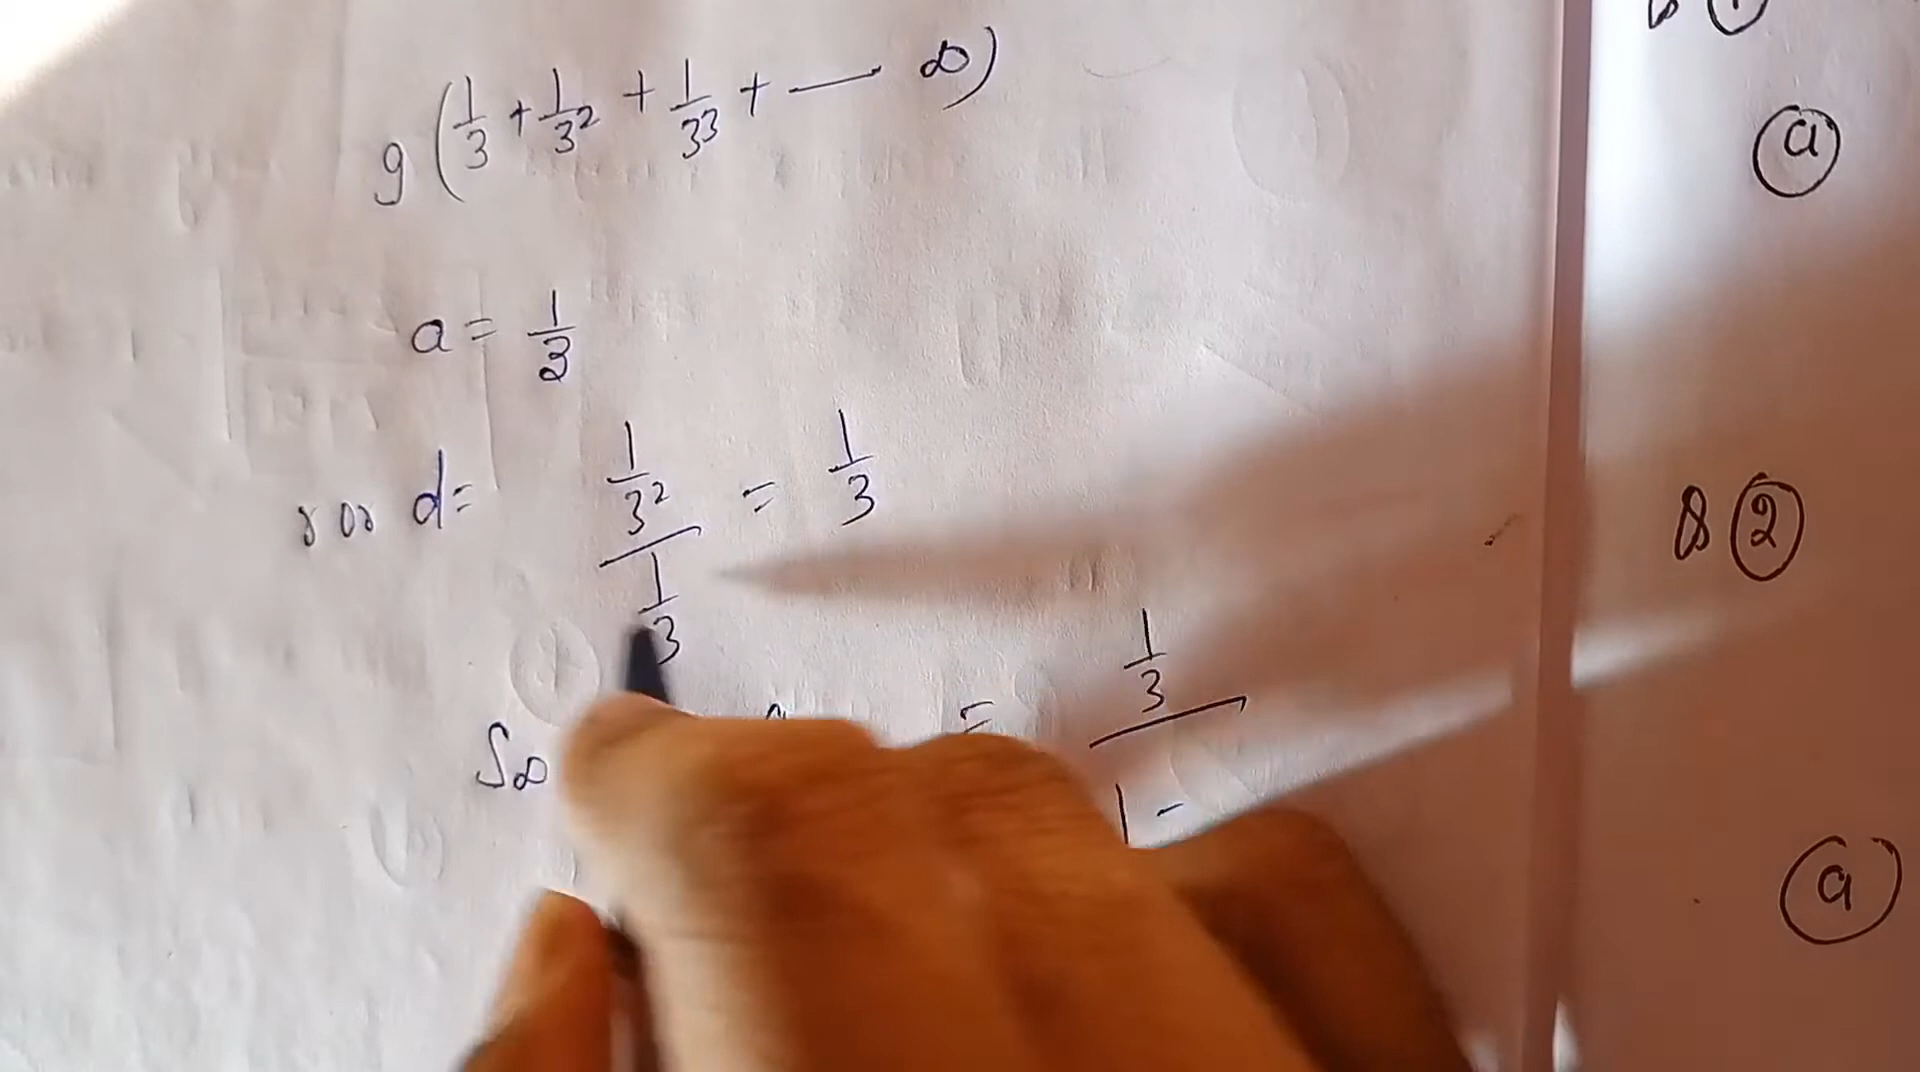 9 (1/3 + 1/3² + 1/3³ + — ∞)
a = 1/3
r or d = (1/3²)/(1/3) = 1/3
S∞ = (1/3)/(1 -
a
Q 2
a